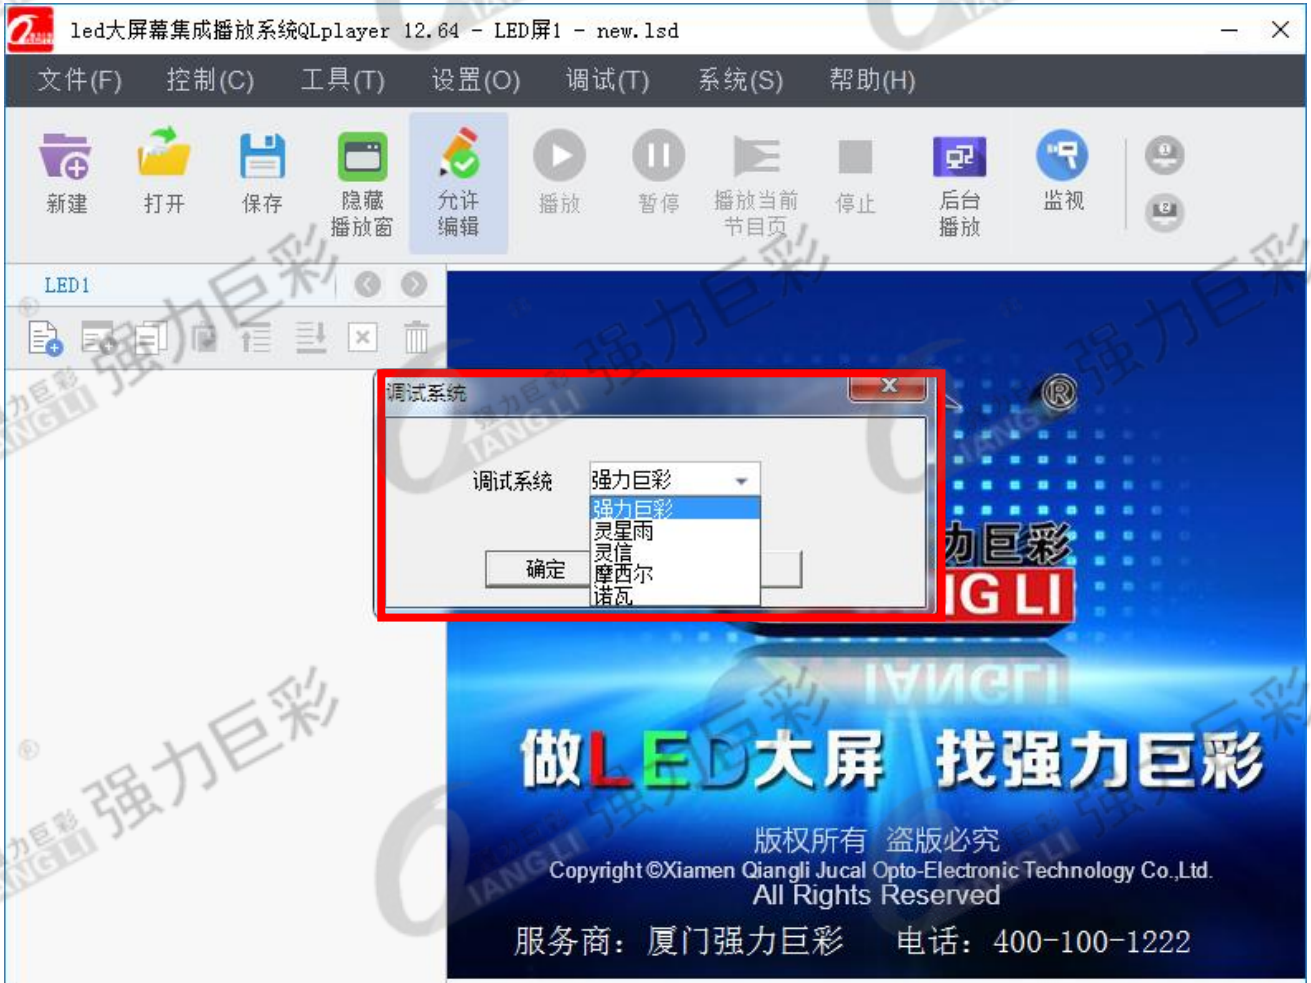 led大屏幕集成播放系统QLplayer 12.64 - LED屏1 - new.lsd
文件(F) 控制(C) 工具(T) 设置(O) 调试(T) 系统(S) 帮助(H)
新建
打开
保存
隐藏
播放窗
允许
编辑
播放
暂停
播放当前
节目页
停止
后台
播放
监视
1
2
LED1
调试系统
调试系统 强力巨彩
强力巨彩
灵星雨
灵信
摩西尔
诺瓦
确定
力巨彩
NGLI
做LED大屏 找强力巨彩
版权所有 盗版必究
Copyright©Xiamen Qiangli Jucal Opto-Electronic Technology Co.,Ltd.
All Rights Reserved
服务商：厦门强力巨彩 电话：400-100-1222
强力巨彩
QIANGLI